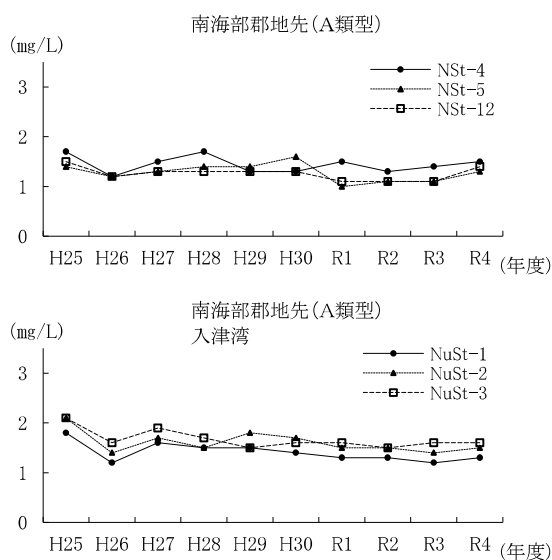 南海部郡地先(A類型)
(mg/L)
NSt-4
NSt-5
NSt-12
3
2
1
0
H25 H26 H27 H28 H29 H30 R1 R2 R3 R4 (年度)
南海部郡地先(A類型)
入津湾
(mg/L)
NuSt-1
NuSt-2
NuSt-3
3
2
1
0
H25 H26 H27 H28 H29 H30 R1 R2 R3 R4 (年度)